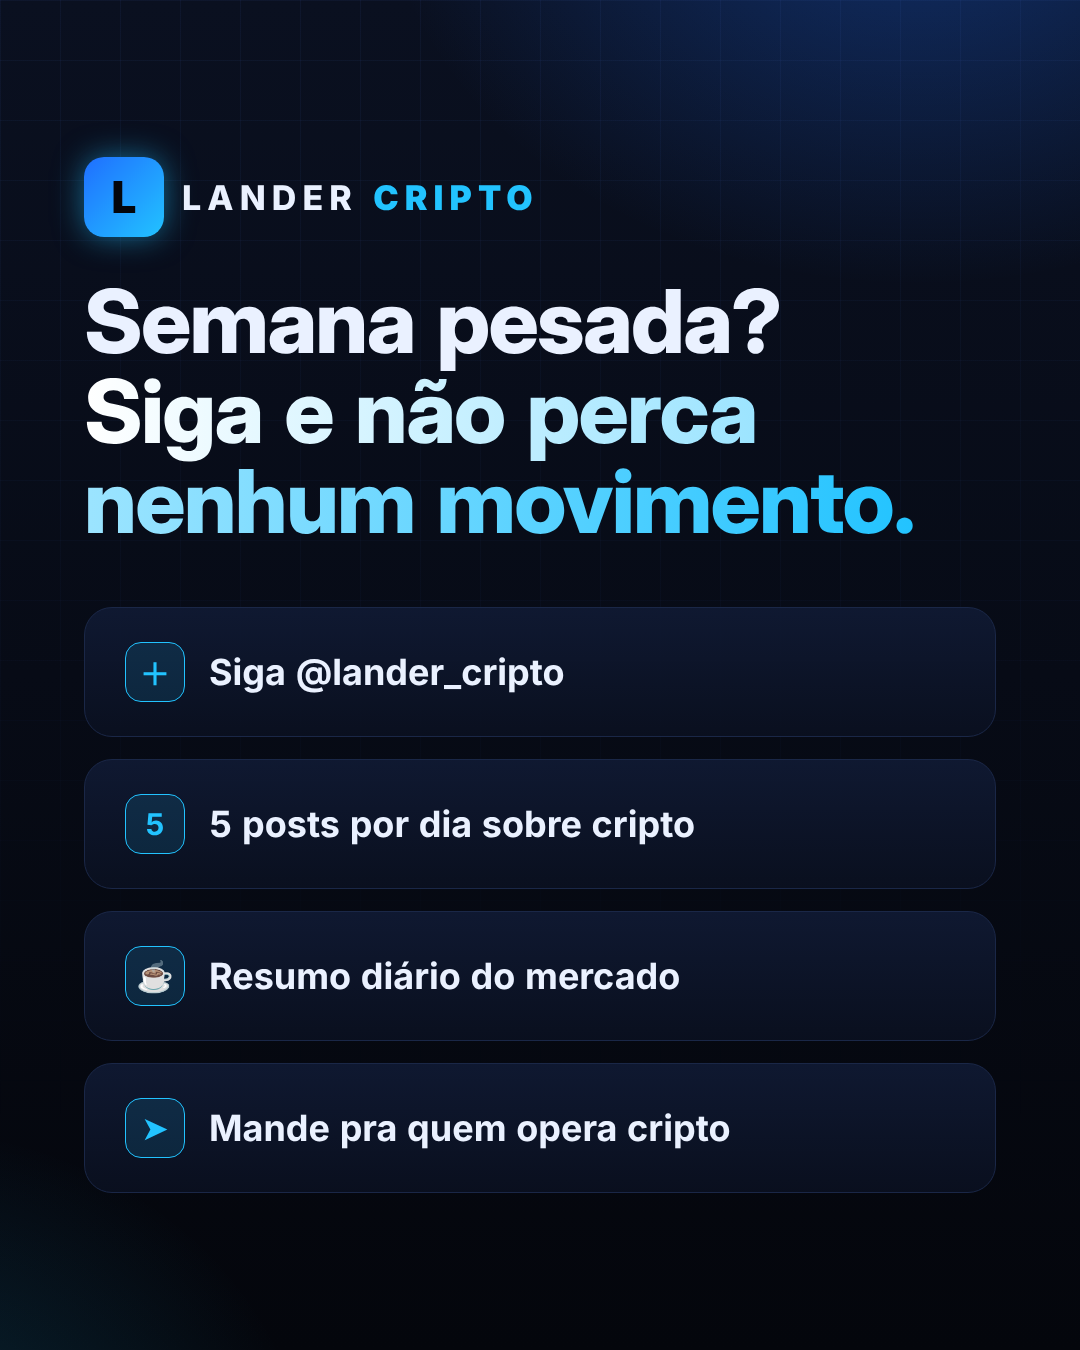 L
LANDER CRIPTO
Semana pesada?
Siga e não perca
nenhum movimento.
+ Siga @lander_cripto
5 5 posts por dia sobre cripto
Resumo diário do mercado
➤ Mande pra quem opera cripto